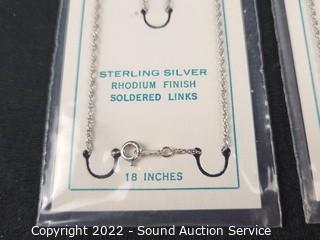 STERLING SILVER
RHODIUM FINISH
SOLDERED LINKS
18 INCHES
Copyright 2022 - Sound Auction Service